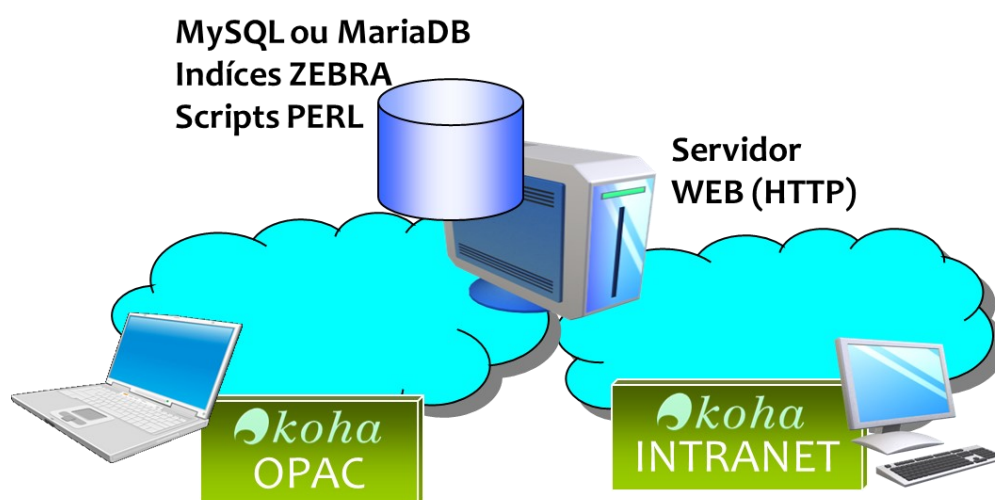 MySQL ou MariaDB
Indíces ZEBRA
Scripts PERL
Servidor
WEB (HTTP)
koha
OPAC
koha
INTRANET